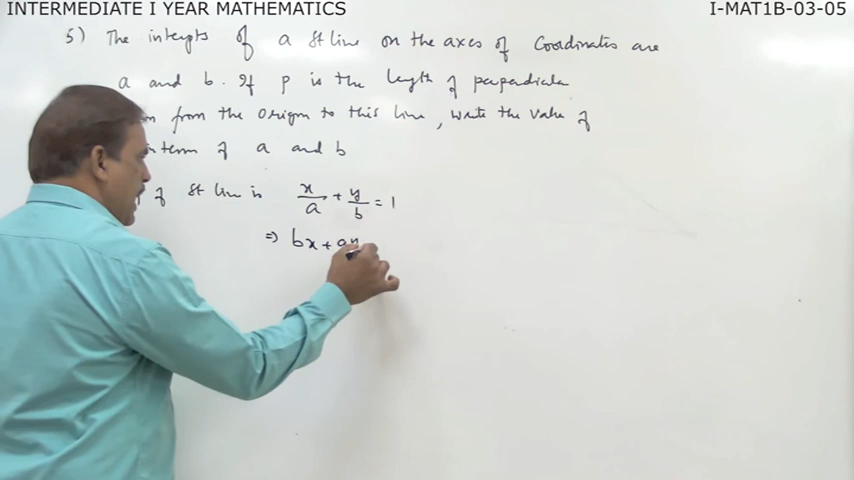 INTERMEDIATE I YEAR MATHEMATICS
I-MAT1B-03-05
5) The intepts of a st line on the axes of Coordinates are
a and b. If p is the length of perpendicular
from the origin to this line, write the value of
in term of a and b
of st line is x/a + y/b = 1
⇒ bx + ay